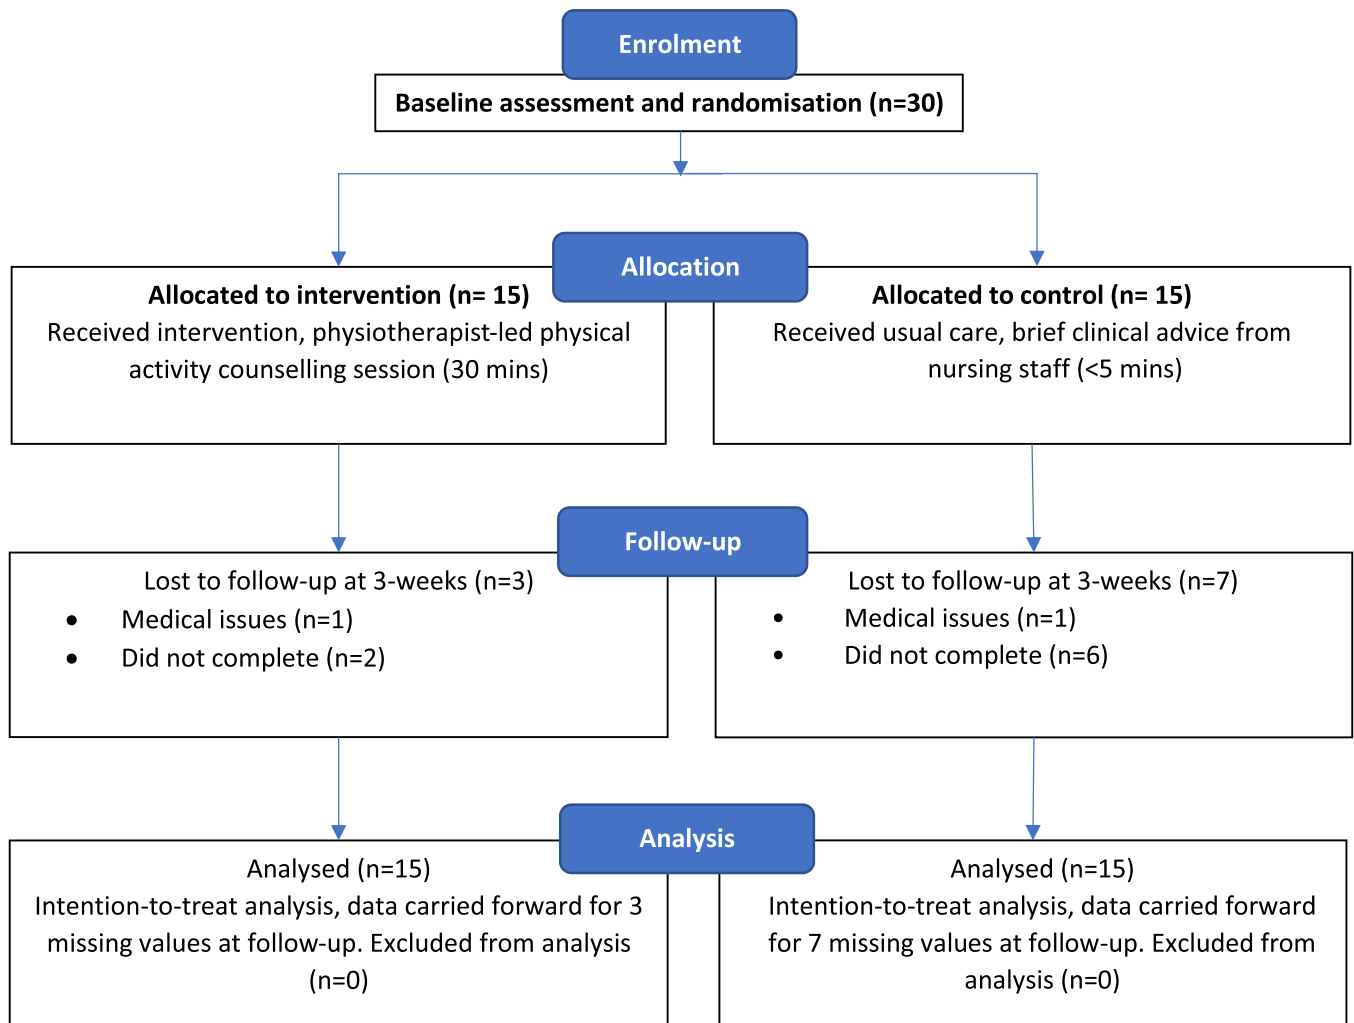 Enrolment
Baseline assessment and randomisation (n=30)
Allocation
Allocated to intervention (n= 15)
Received intervention, physiotherapist-led physical
activity counselling session (30 mins)
Allocated to control (n= 15)
Received usual care, brief clinical advice from
nursing staff (<5 mins)
Follow-up
Lost to follow-up at 3-weeks (n=3)
• Medical issues (n=1)
• Did not complete (n=2)
Lost to follow-up at 3-weeks (n=7)
• Medical issues (n=1)
• Did not complete (n=6)
Analysis
Analysed (n=15)
Intention-to-treat analysis, data carried forward for 3
missing values at follow-up. Excluded from analysis
(n=0)
Analysed (n=15)
Intention-to-treat analysis, data carried forward
for 7 missing values at follow-up. Excluded from
analysis (n=0)